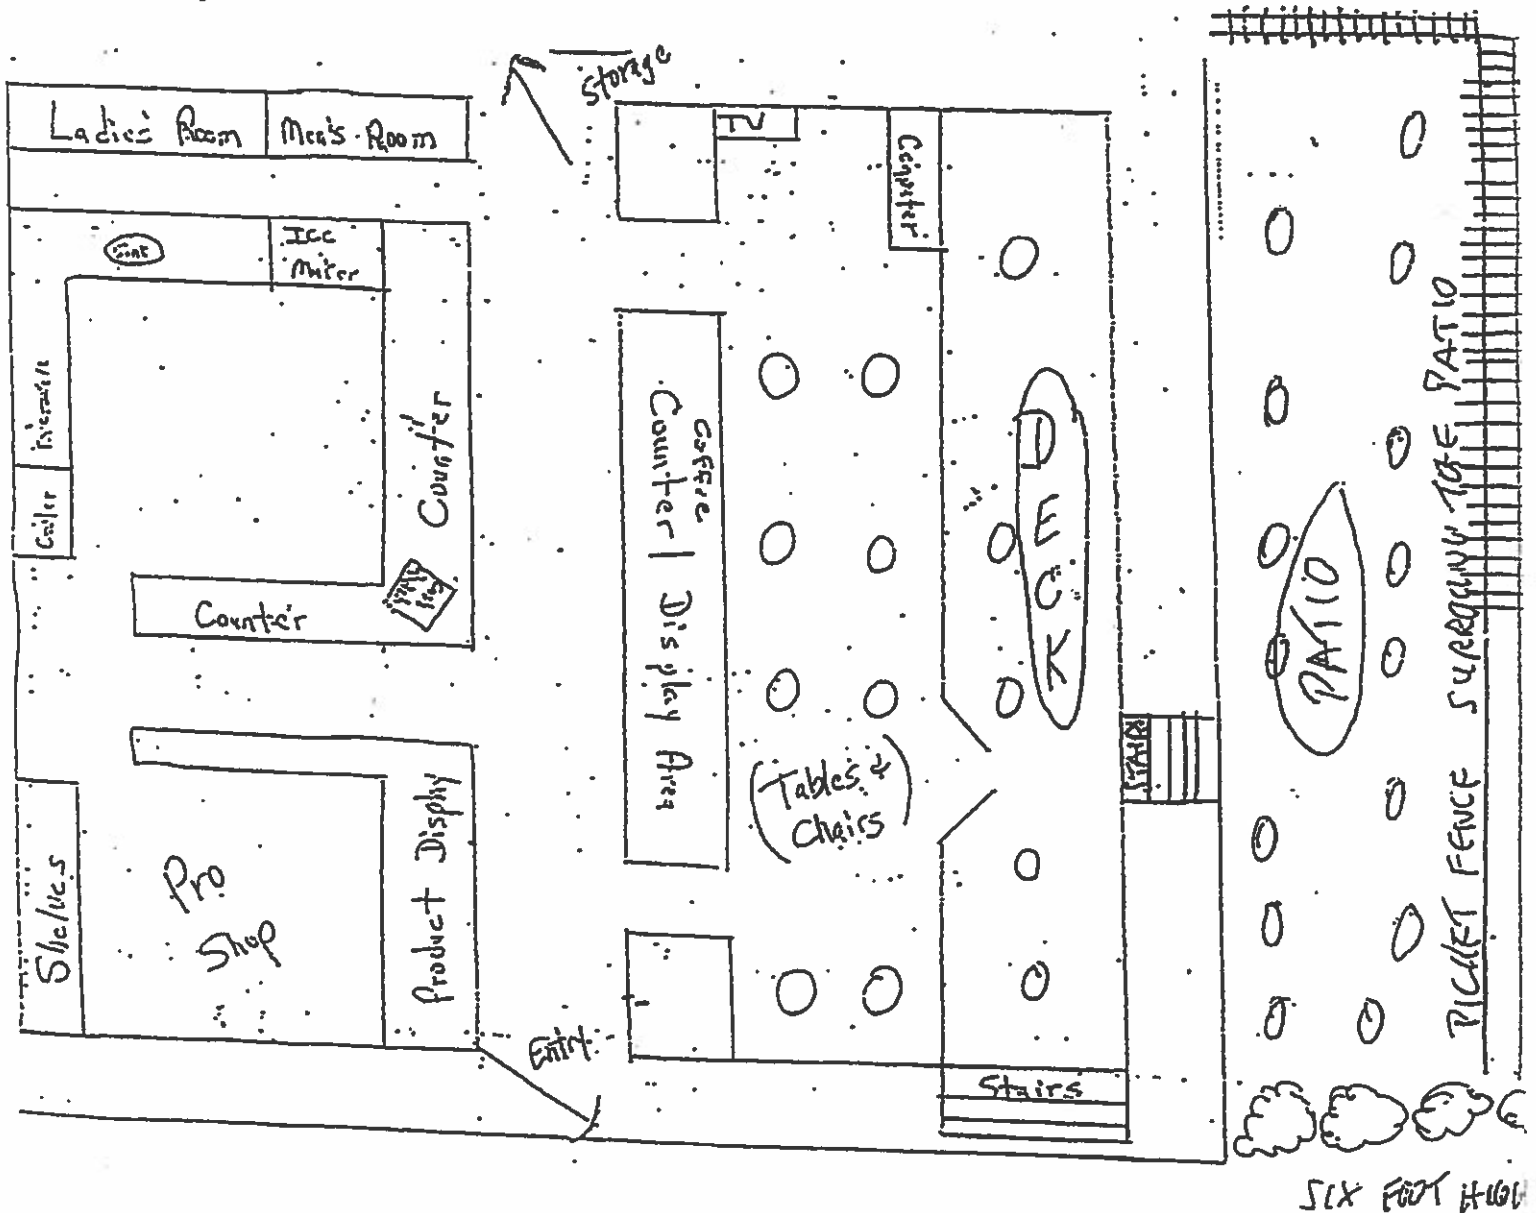 Storage
Ladies Room
Men's Room
TV
Computer
Ice
Maker
Cooler
Counter
Counter
Coffee
Counter / Display Area
DECK
STAIRS
PATIO
PICKET FENCE SURROUNDING THE PATIO
(Tables &
Chairs)
Shelves
Pro
Shop
Product Display
Entry
Stairs
SIX FOOT HIGH